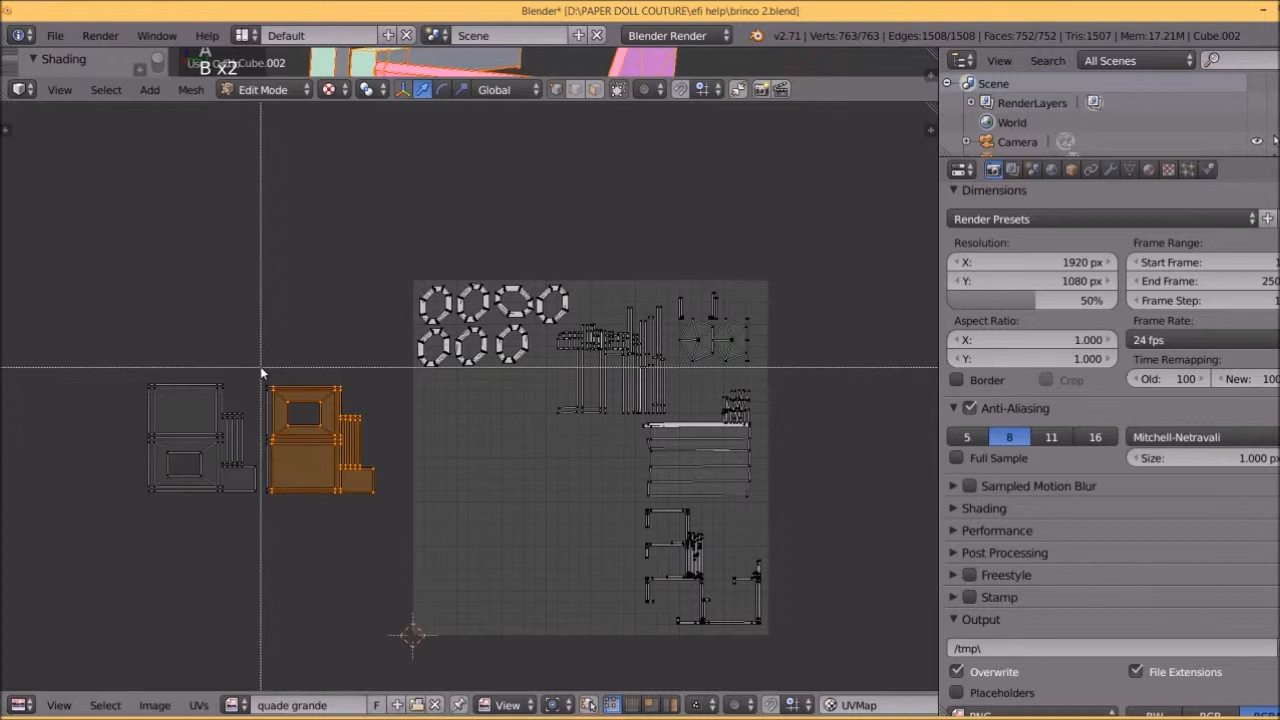 Blender* [D:\PAPER DOLL COUTURE\efi help\brinco 2.blend]
File Render Window Help Default Scene Blender Render v2.71 | Verts:763/763 | Edges:1508/1508 | Faces:752/752 | Tris:1507 | Mem:17.21M | Cube.002
View Search All Scenes
A
B x2
Shading
Cube.002
View Select Add Mesh Edit Mode Global
Scene
RenderLayers
World
Camera
Dimensions
Render Presets
Resolution: Frame Range:
X: 1920 px Start Frame: 1
Y: 1080 px End Frame: 250
50% Frame Step: 1
Aspect Ratio: Frame Rate:
X: 1.000 24 fps
Y: 1.000 Time Remapping:
Border Crop Old: 100 New: 100
Anti-Aliasing
5 8 11 16 Mitchell-Netravali
Full Sample Size: 1.000 px
Sampled Motion Blur
Shading
Performance
Post Processing
Freestyle
Stamp
Output
/tmp\
Overwrite File Extensions
Placeholders
View Select Image UVs quade grande F View UVMap